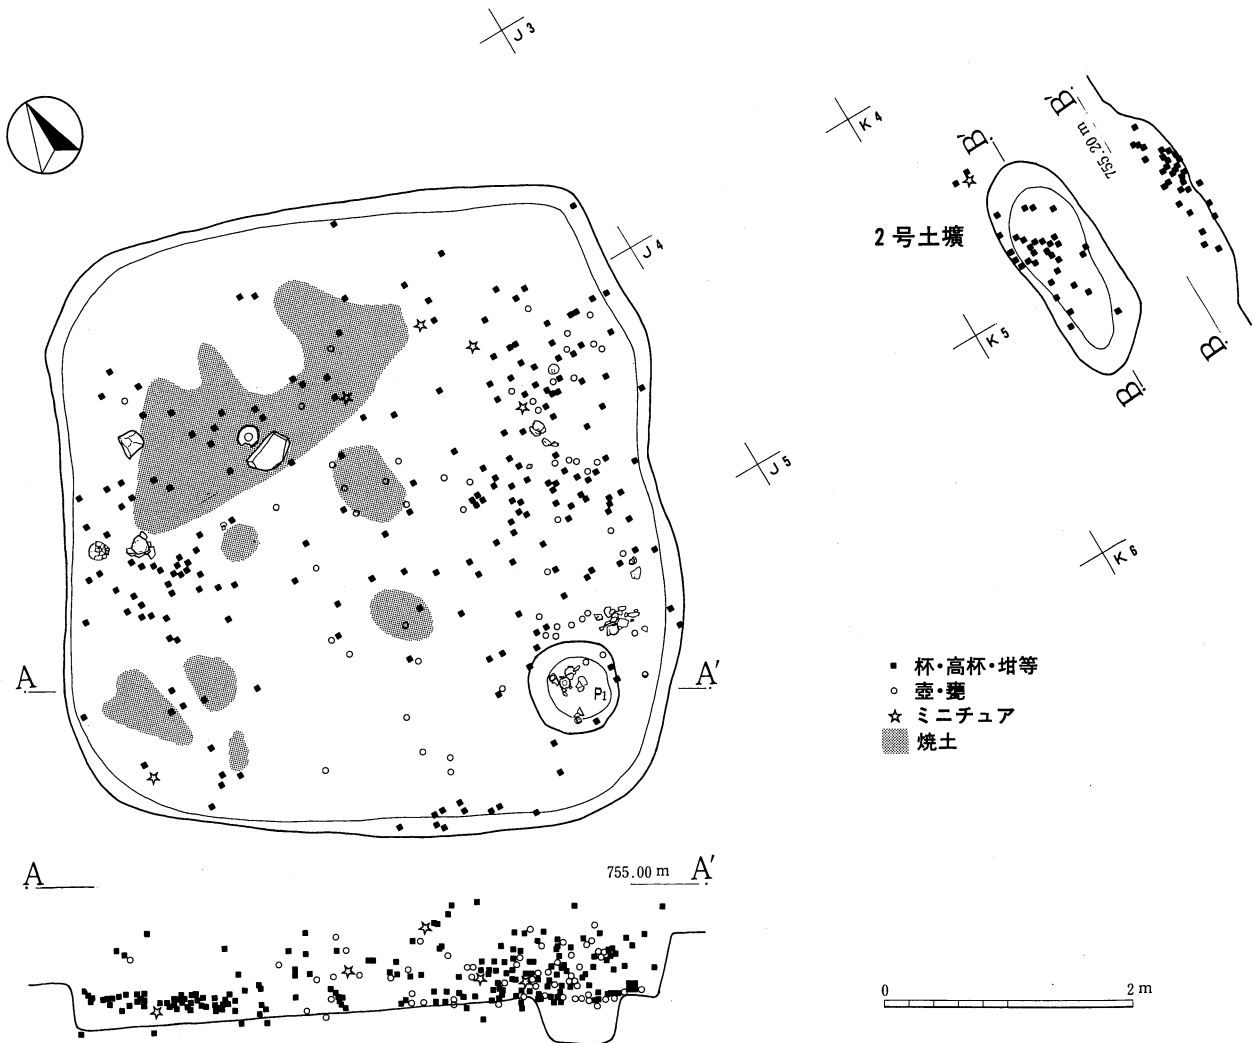 J 3
K 4
B′
755.20 m
B′
2号土壙
J 4
K 5
B
B
J 5
K 6
A
A′
P1
■ 杯・高杯・坩等
○ 壺・甕
☆ ミニチュア
焼土
A
755.00 m
A′
0
2 m